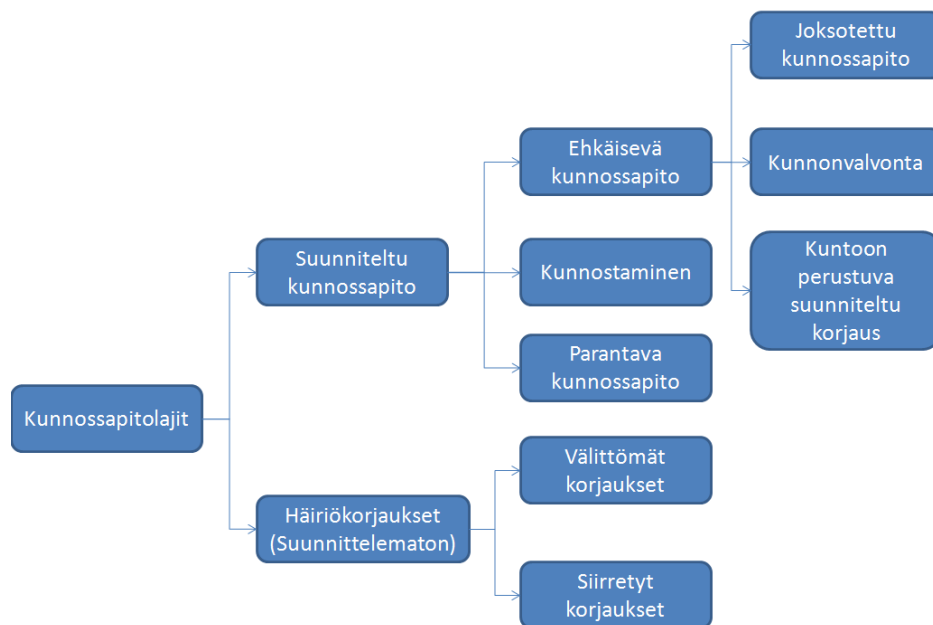 Joksotettu
kunnossapito
Ehkäisevä
kunnossapito
Kunnonvalvonta
Suunniteltu
kunnossapito
Kunnostaminen
Kuntoon
perustuva
suunniteltu
korjaus
Parantava
kunnossapito
Kunnossapitolajit
Välittömät
korjaukset
Häiriökorjaukset
(Suunnittelematon)
Siirretyt
korjaukset